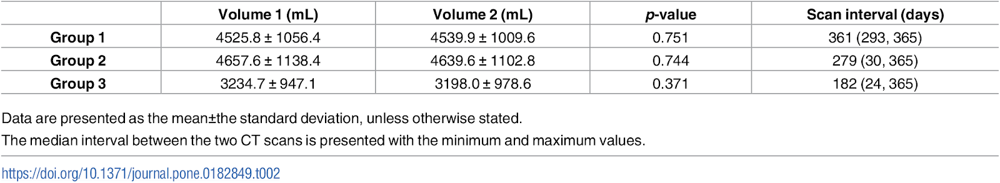 Volume 1 (mL) Volume 2 (mL) p-value Scan interval (days)
Group 1 4525.8 ± 1056.4 4539.9 ± 1009.6 0.751 361 (293, 365)
Group 2 4657.6 ± 1138.4 4639.6 ± 1102.8 0.744 279 (30, 365)
Group 3 3234.7 ± 947.1 3198.0 ± 978.6 0.371 182 (24, 365)
Data are presented as the mean±the standard deviation, unless otherwise stated.
The median interval between the two CT scans is presented with the minimum and maximum values.
https://doi.org/10.1371/journal.pone.0182849.t002